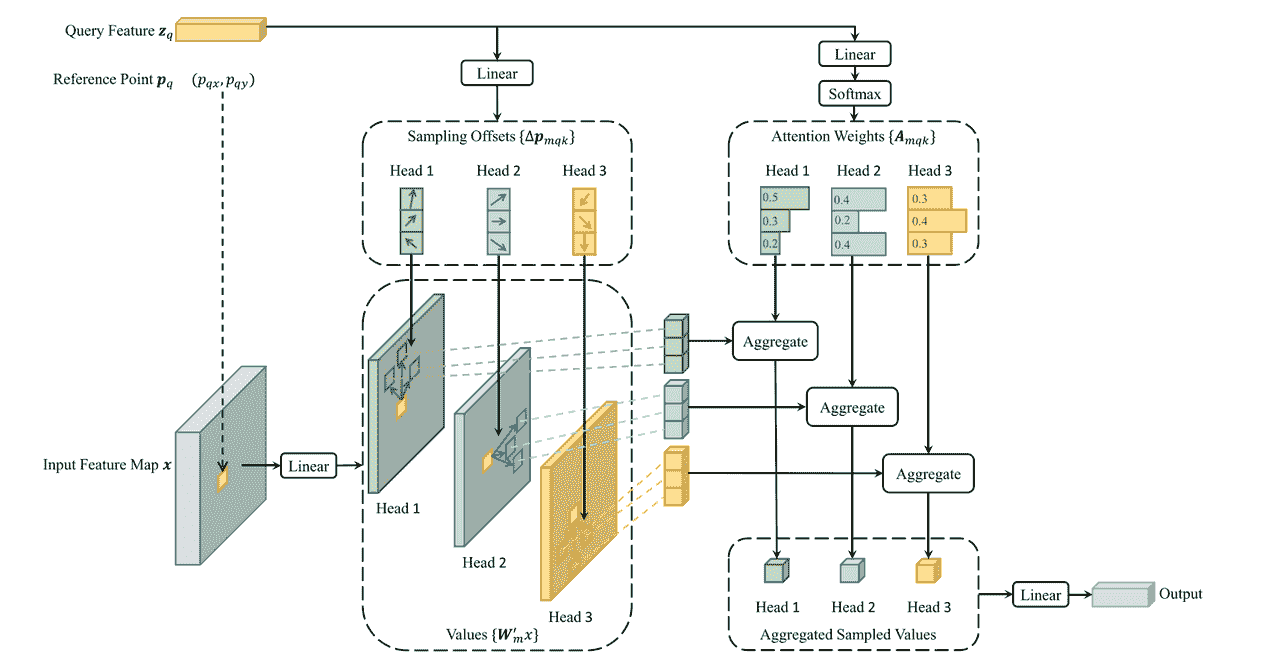 Query Feature z_q
Reference Point p_q (p_qx, p_qy)
Linear
Linear
Softmax
Sampling Offsets {Δp_mqk}
Head 1 Head 2 Head 3
Attention Weights {A_mqk}
Head 1 Head 2 Head 3
0.5 0.4 0.3
0.3 0.2 0.4
0.2 0.4 0.3
Input Feature Map x
Linear
Head 1
Head 2
Head 3
Values {W'_m x}
Aggregate
Aggregate
Aggregate
Head 1 Head 2 Head 3
Aggregated Sampled Values
Linear
Output